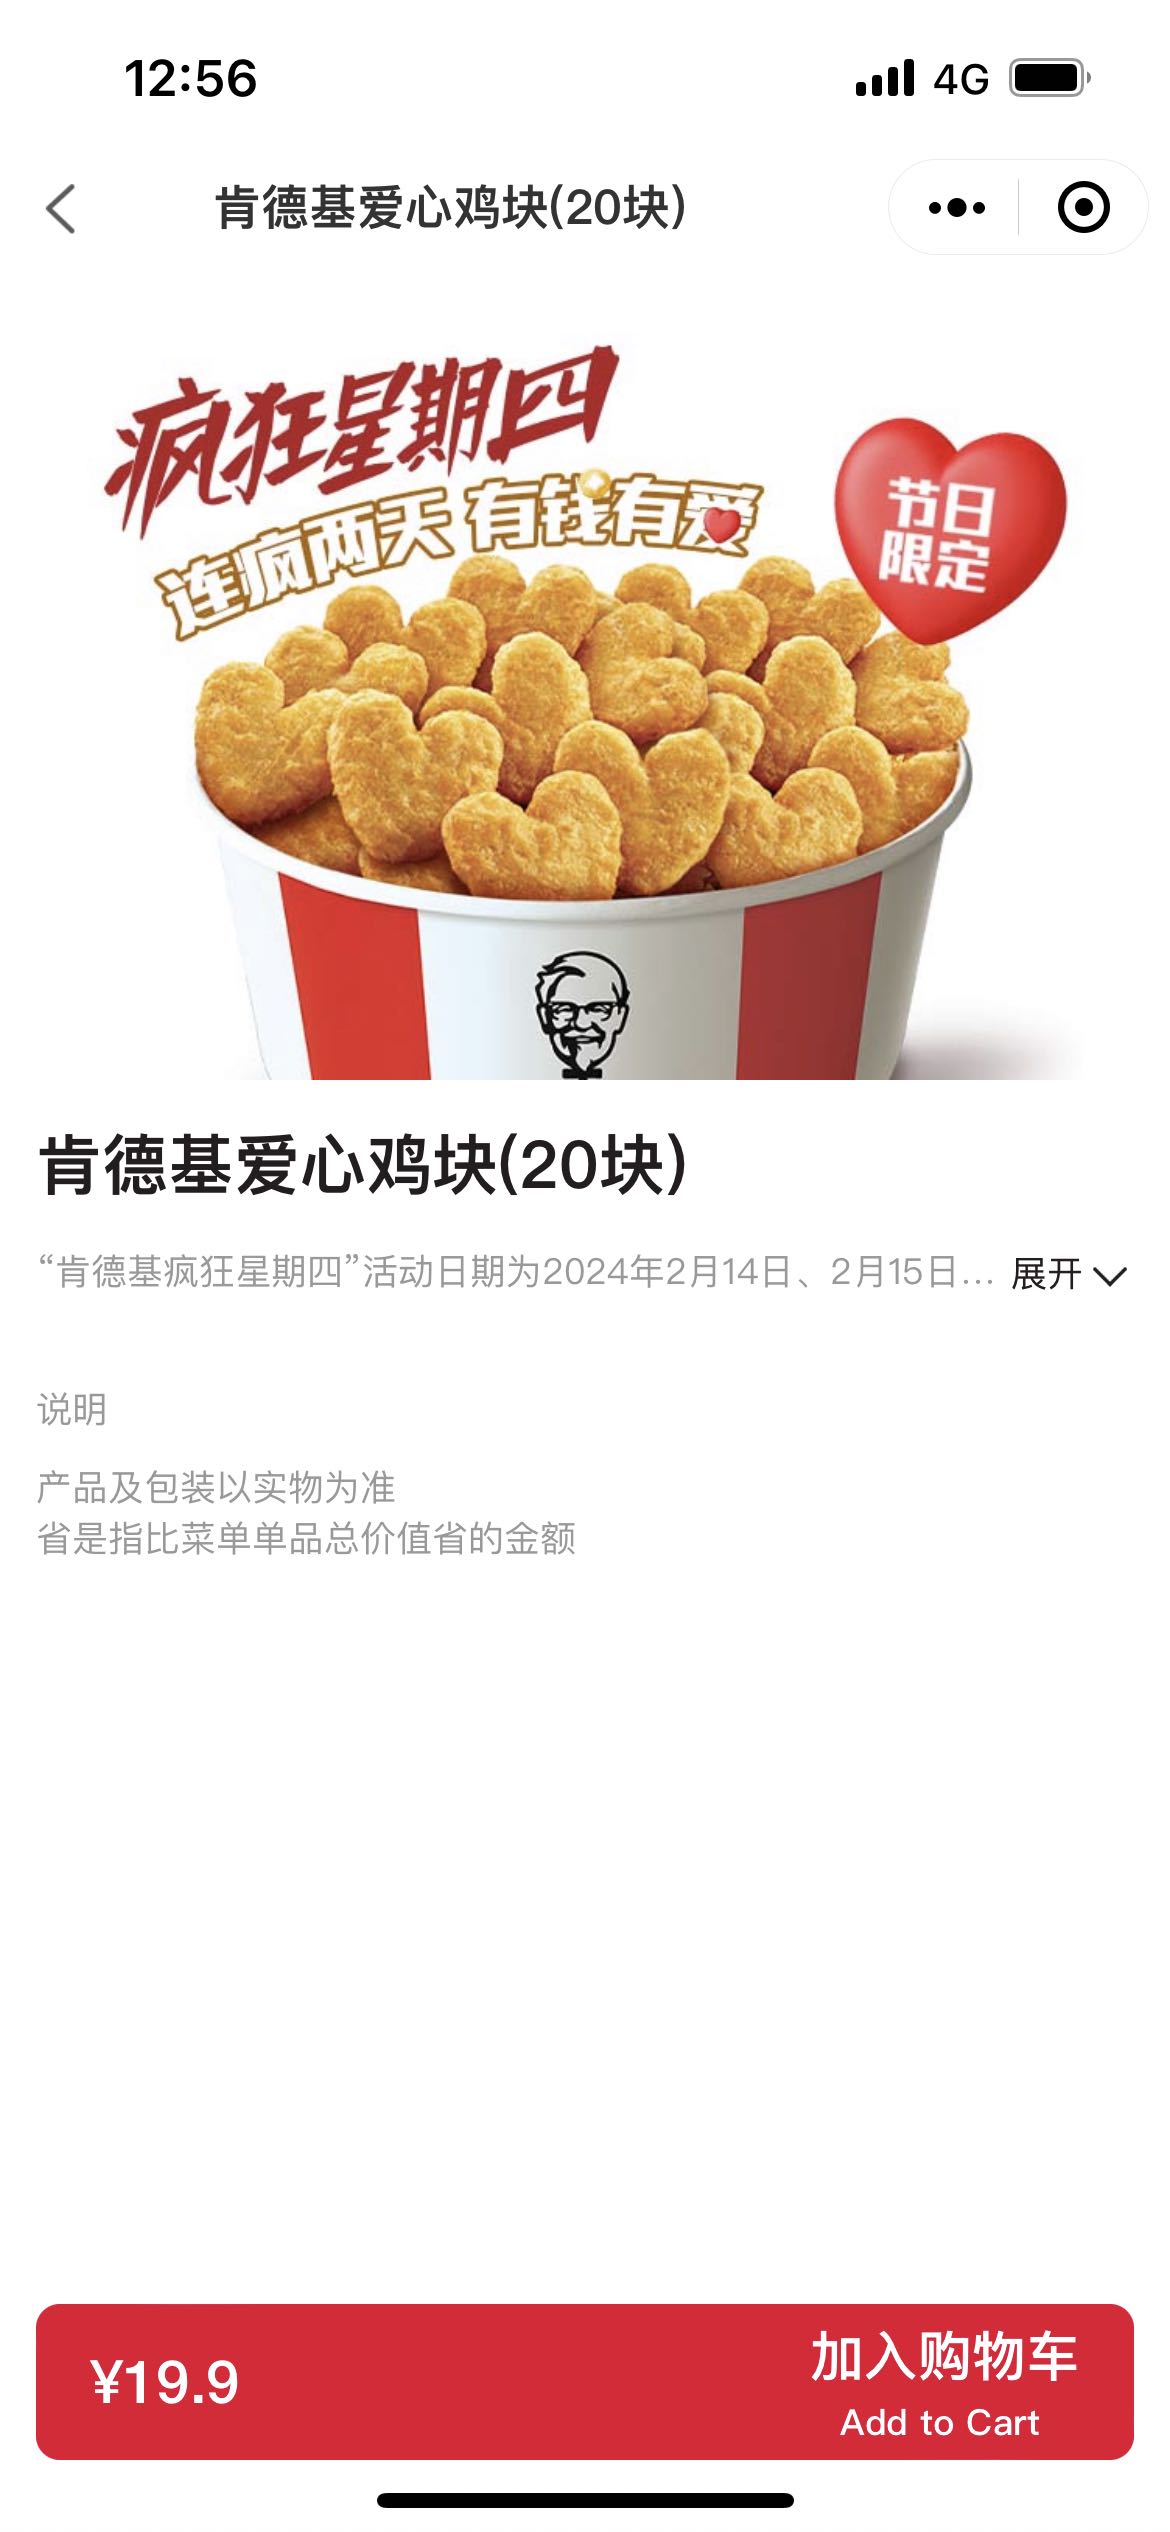 12:56
4G
肯德基爱心鸡块(20块)
疯狂星期四
连疯两天 有钱有爱
节日
限定
肯德基爱心鸡块(20块)
“肯德基疯狂星期四”活动日期为2024年2月14日、2月15日... 展开
说明
产品及包装以实物为准
省是指比菜单单品总价值省的金额
¥19.9
加入购物车
Add to Cart